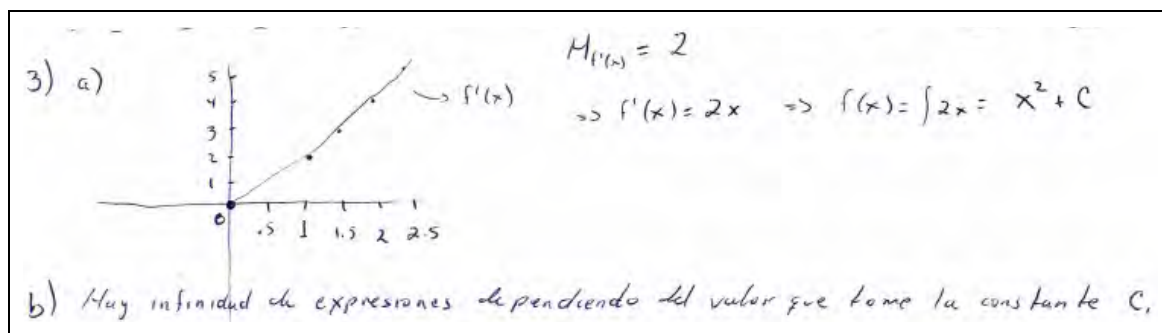 3) a)
M_{f'(x)} = 2
=> f'(x) = 2x => f(x) = ∫ 2x = x² + C
5
4
3
2
1
→ f'(x)
0 .5 1 1.5 2 2.5
b) Hay infinidad de expresiones dependiendo del valor que tome la constante C.